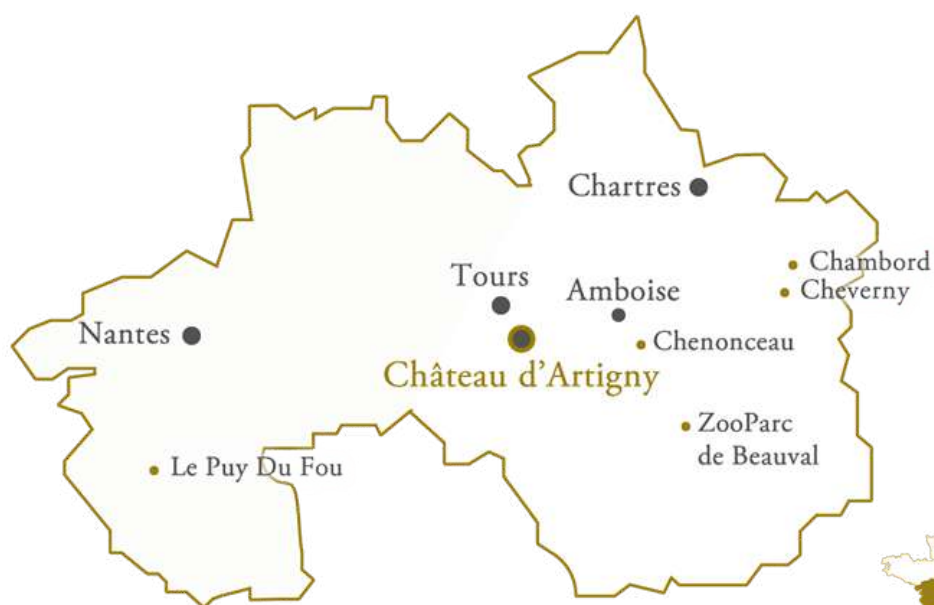 Chartres
Chambord
Tours
Amboise
Cheverny
Nantes
Chenonceau
Château d'Artigny
ZooParc
de Beauval
Le Puy Du Fou